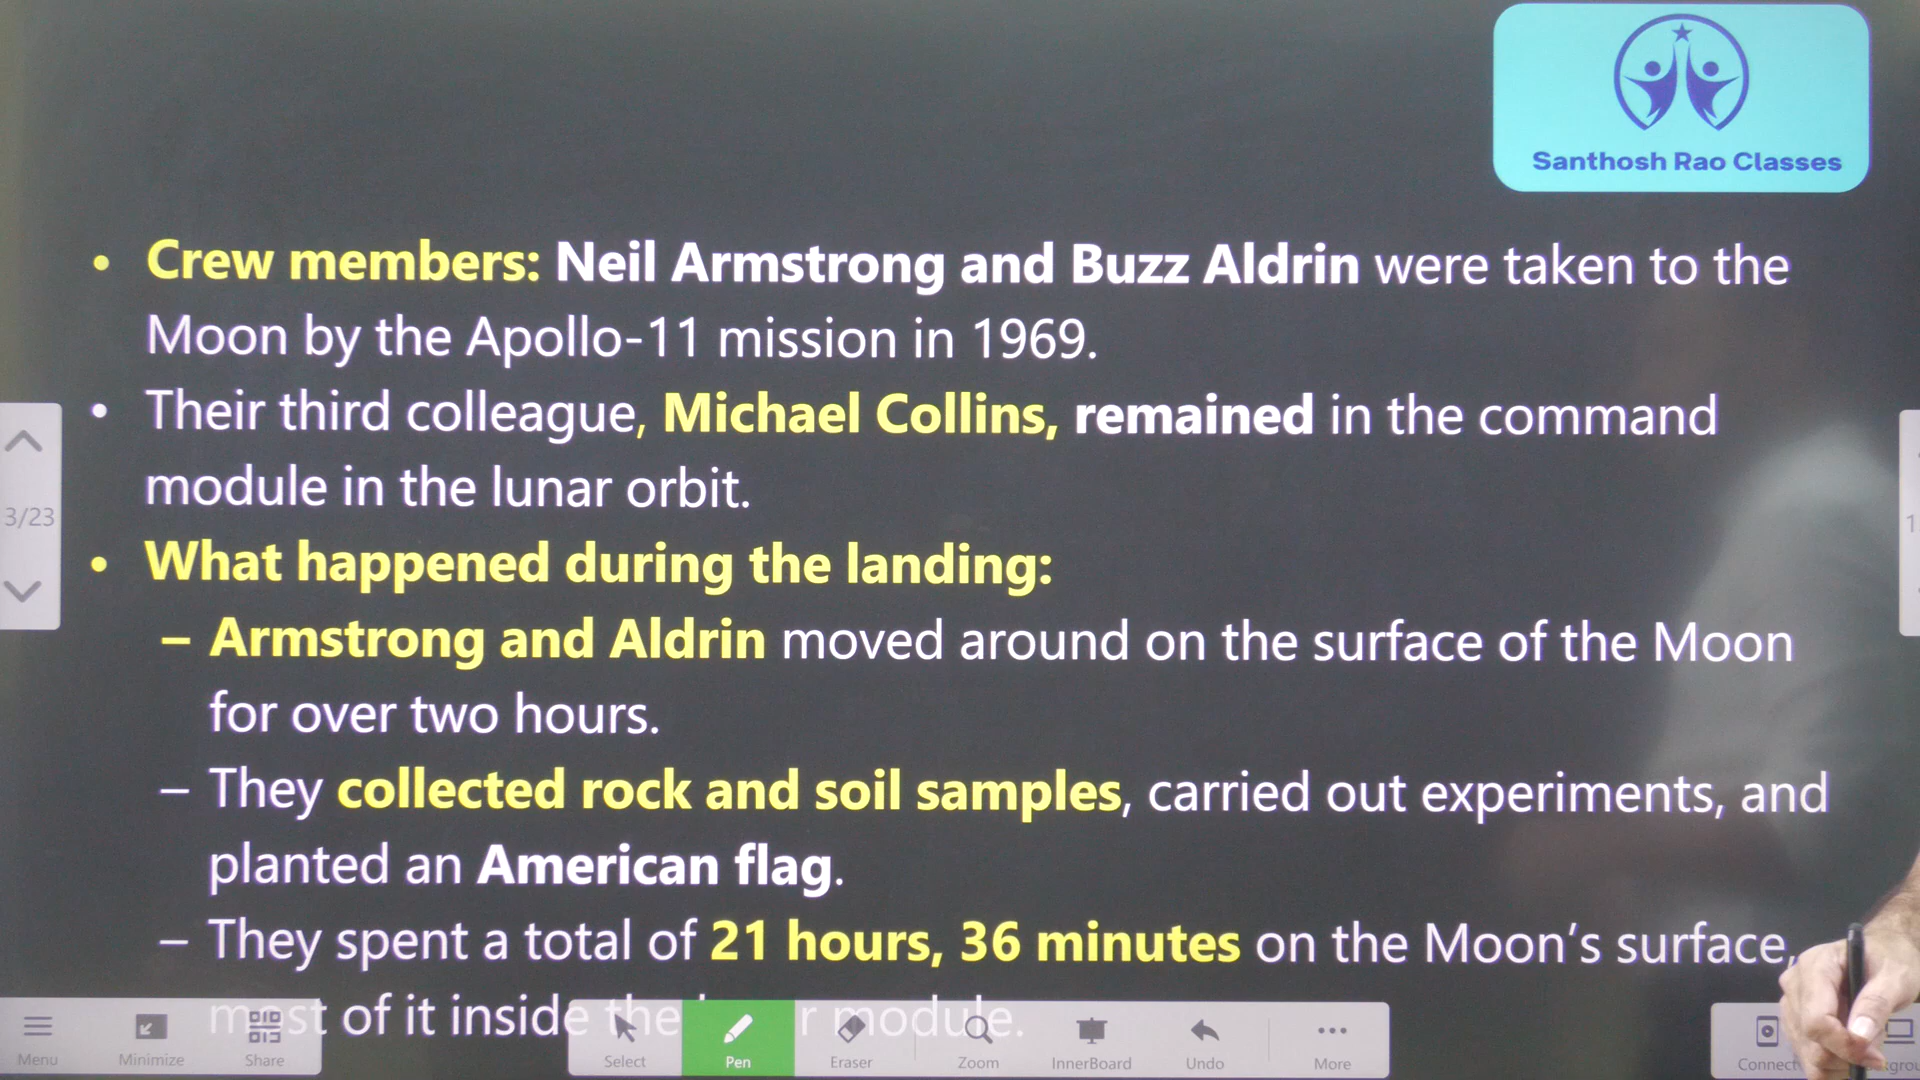 Santhosh Rao Classes
• Crew members: Neil Armstrong and Buzz Aldrin were taken to the
Moon by the Apollo-11 mission in 1969.
• Their third colleague, Michael Collins, remained in the command
module in the lunar orbit.
• What happened during the landing:
– Armstrong and Aldrin moved around on the surface of the Moon
for over two hours.
3/23
– They collected rock and soil samples, carried out experiments, and
planted an American flag.
– They spent a total of 21 hours, 36 minutes on the Moon's surface,
most of it inside the module.
Menu Minimize Share Select Pen Eraser Zoom InnerBoard Undo More Connect